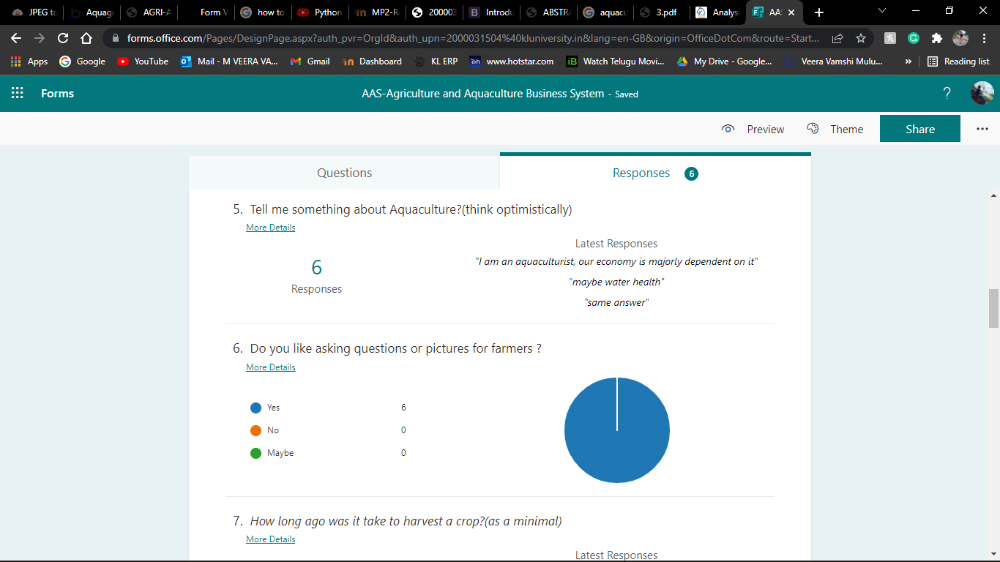 JPEG to
Aquagr
AGRI-A
Form V
how to
Python
MP2-R
200003
Introdu
ABSTRA
aquacu
3.pdf
Analysi
AA
forms.office.com/Pages/DesignPage.aspx?auth_pvr=OrgId&auth_upn=2000031504%40kluniversity.in&lang=en-GB&origin=OfficeDotCom&route=Start...
Apps Google YouTube Mail - M VEERA VA... Gmail Dashboard KL ERP www.hotstar.com Watch Telugu Movi... My Drive - Google... Veera Vamshi Mulu... » Reading list
Forms AAS-Agriculture and Aquaculture Business System - Saved ?
Preview Theme Share ...
Questions Responses 6
5. Tell me something about Aquaculture?(think optimistically)
More Details
Latest Responses
6
Responses
"I am an aquaculturist, our economy is majorly dependent on it"
"maybe water health"
"same answer"
6. Do you like asking questions or pictures for farmers ?
More Details
Yes 6
No 0
Maybe 0
7. How long ago was it take to harvest a crop?(as a minimal)
More Details
Latest Responses